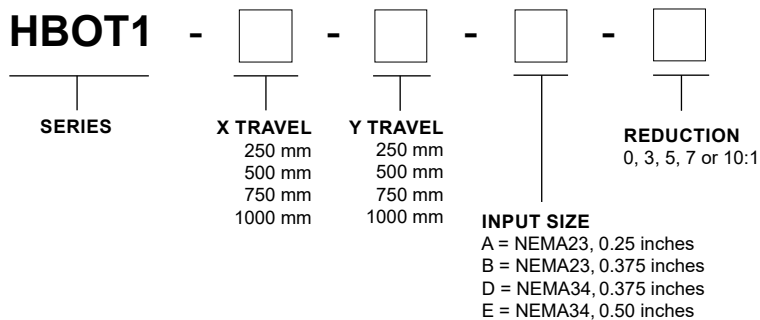 HBOT1 - - - -
SERIES
X TRAVEL
250 mm
500 mm
750 mm
1000 mm
Y TRAVEL
250 mm
500 mm
750 mm
1000 mm
INPUT SIZE
A = NEMA23, 0.25 inches
B = NEMA23, 0.375 inches
D = NEMA34, 0.375 inches
E = NEMA34, 0.50 inches
REDUCTION
0, 3, 5, 7 or 10:1